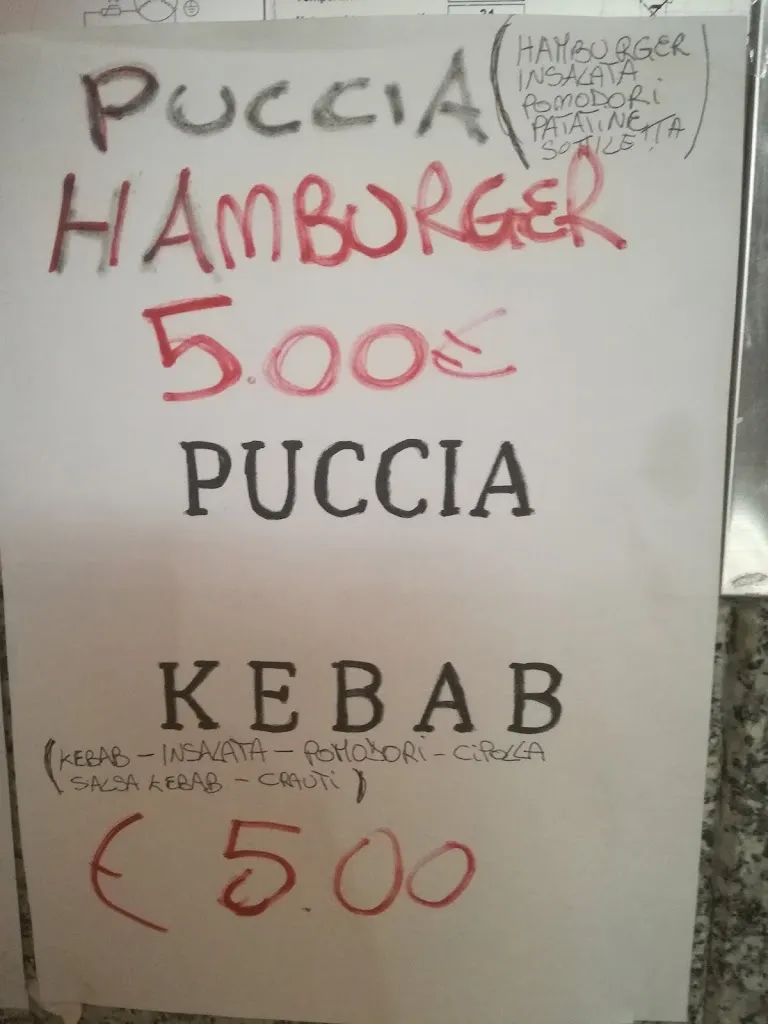 PUCCIA
(HAMBURGER
INSALATA
POMODORI
PATATINE
SOTTILETTA)
HAMBURGER
5.00€
PUCCIA
KEBAB
(KEBAB - INSALATA - POMODORI - CIPOLLA
SALSA KEBAB - CRAUTI)
€ 5.00